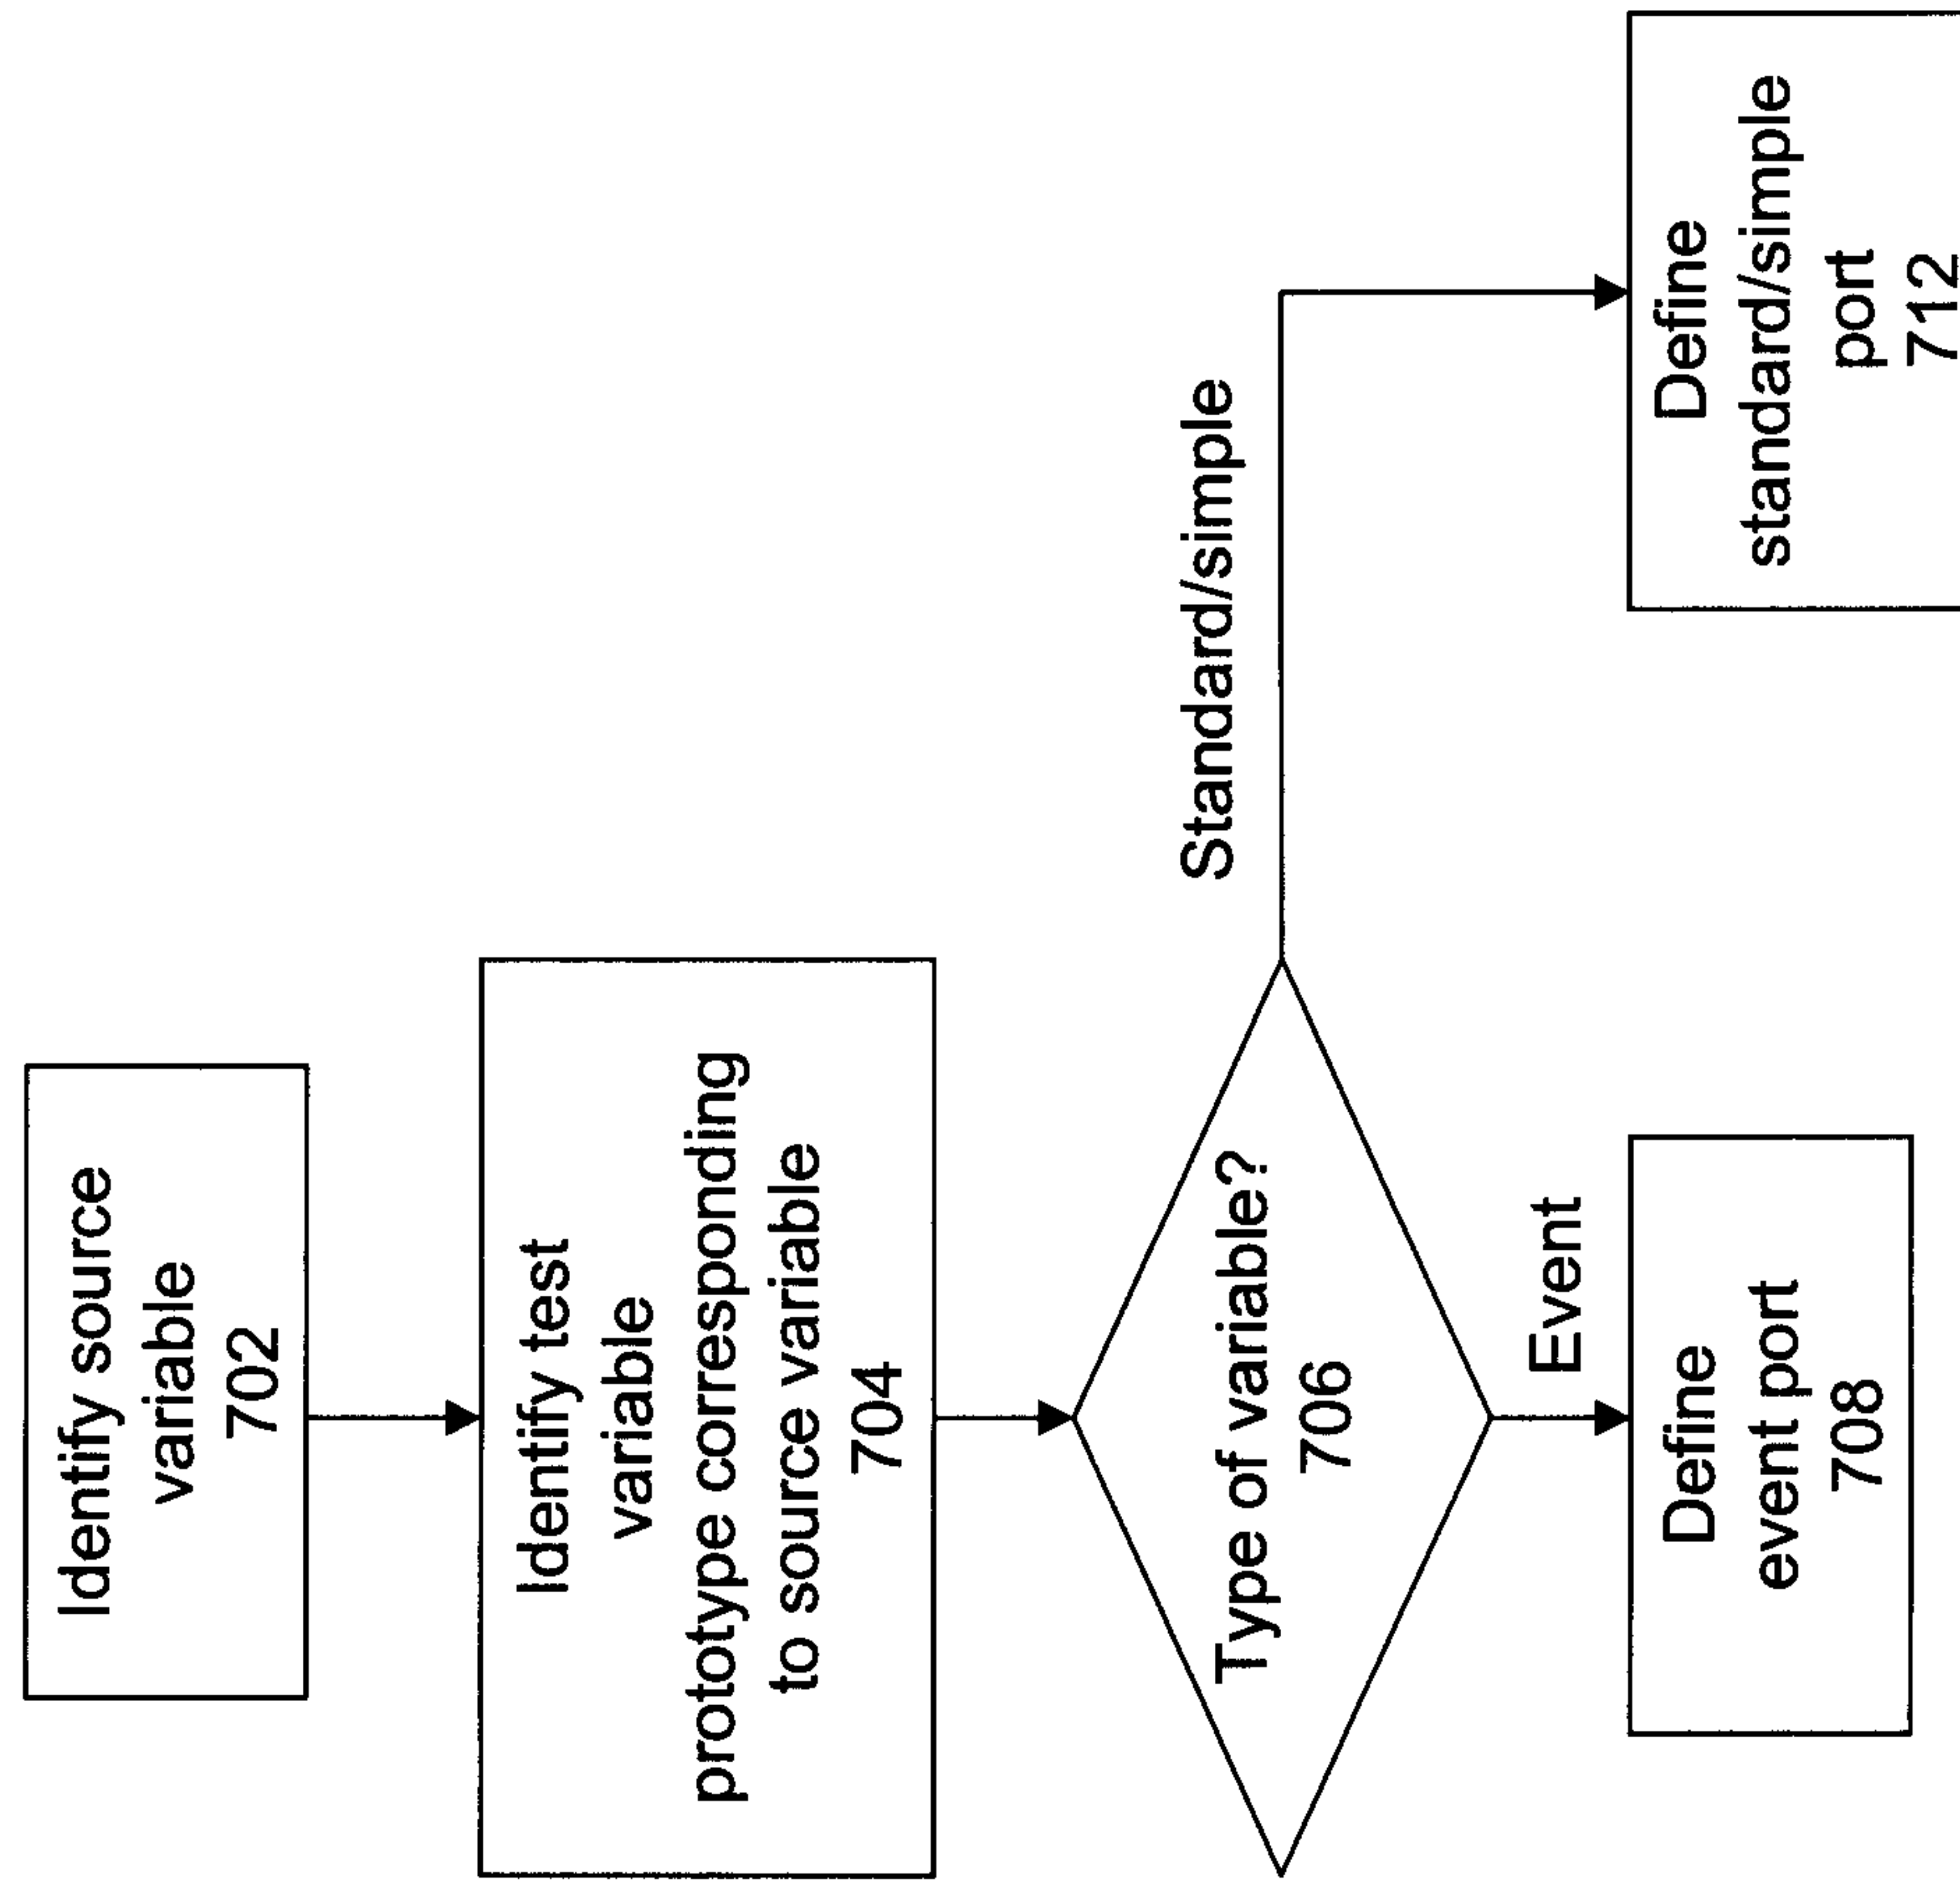 Identify source
variable
702
Identify test
variable
prototype corresponding
to source variable
704
Type of variable?
706
Standard/simple
Event
Define
event port
708
Define
standard/simple
port
712